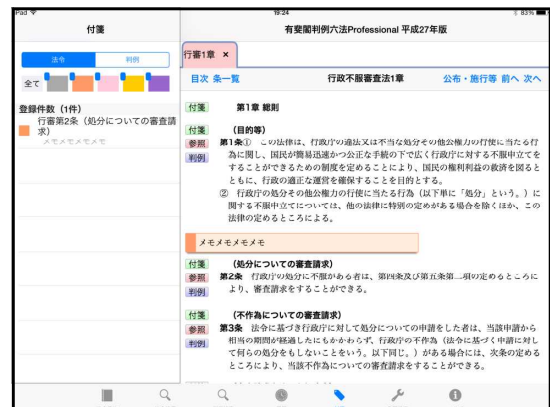 iPad
19:24
83%
付箋
有斐閣判例六法Professional 平成27年版
法令
判例
全て
登録件数（1件）
行審第2条（処分についての審査請
求）
メモメモメモメモ
行審1章 ×
目次 条一覧
行政不服審査法1章
公布・施行等 前へ 次へ
付箋
第1章 総則
付箋
（目的等）
参照
第1条① この法律は、行政庁の違法又は不当な処分その他公権力の行使に当たる行
判例
為に関し、国民が簡易迅速かつ公正な手続の下で広く行政庁に対する不服申立てを
することができるための制度を定めることにより、国民の権利利益の救済を図ると
ともに、行政の適正な運営を確保することを目的とする。
② 行政庁の処分その他公権力の行使に当たる行為（以下単に「処分」という。）に
関する不服申立てについては、他の法律に特別の定めがある場合を除くほか、この
法律の定めるところによる。
メモメモメモメモ
付箋
（処分についての審査請求）
参照
第2条 行政庁の処分に不服がある者は、第四条及び第五条第二項の定めるところに
判例
より、審査請求をすることができる。
付箋
（不作為についての審査請求）
参照
第3条 法令に基づき行政庁に対して処分についての申請をした者は、当該申請から
判例
相当の期間が経過したにもかかわらず、行政庁の不作為（法令に基づく申請に対し
て何らの処分をもしないことをいう。以下同じ。）がある場合には、次条の定める
ところにより、当該不作為についての審査請求をすることができる。